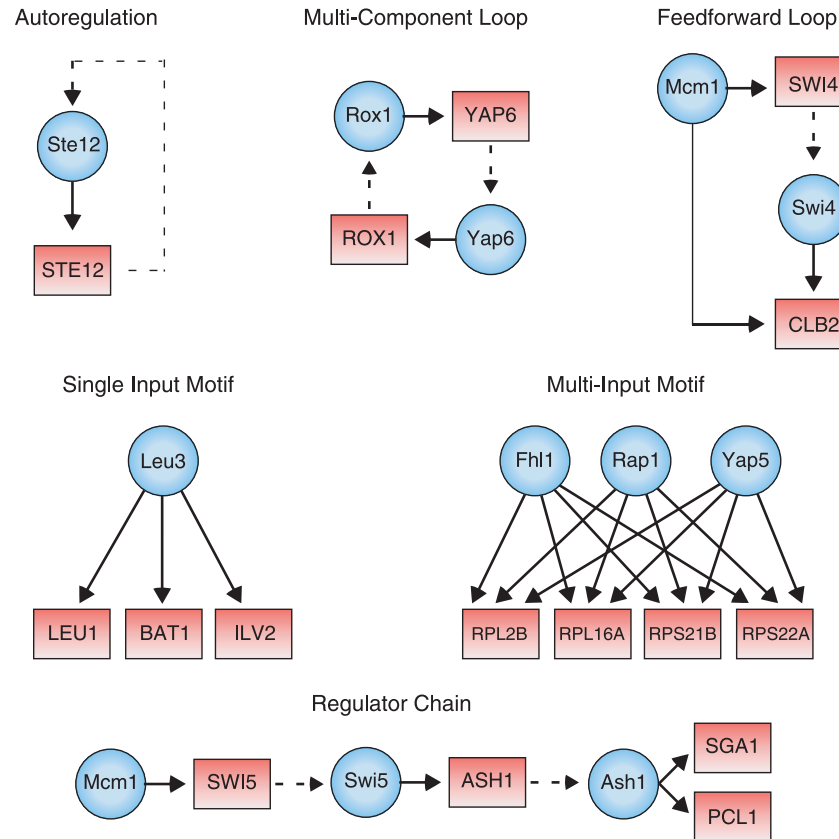 Autoregulation
Multi-Component Loop
Feedforward Loop
Ste12
STE12
Rox1
YAP6
ROX1
Yap6
Mcm1
SWI4
Swi4
CLB2
Single Input Motif
Multi-Input Motif
Leu3
LEU1
BAT1
ILV2
Fhl1
Rap1
Yap5
RPL2B
RPL16A
RPS21B
RPS22A
Regulator Chain
Mcm1
SWI5
Swi5
ASH1
Ash1
SGA1
PCL1